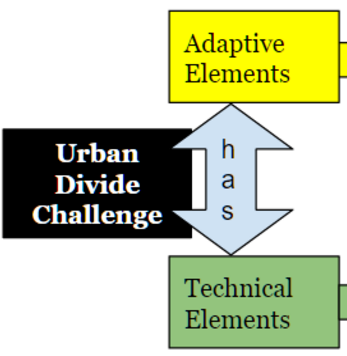 Adaptive
Elements
Urban
Divide
Challenge
h
a
s
Technical
Elements